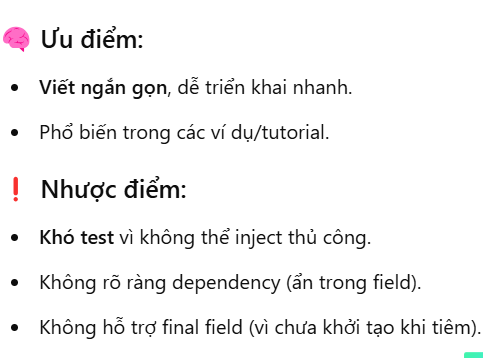 🧠 Ưu điểm:
• Viết ngắn gọn, dễ triển khai nhanh.
• Phổ biến trong các ví dụ/tutorial.
❗ Nhược điểm:
• Khó test vì không thể inject thủ công.
• Không rõ ràng dependency (ẩn trong field).
• Không hỗ trợ final field (vì chưa khởi tạo khi tiêm).